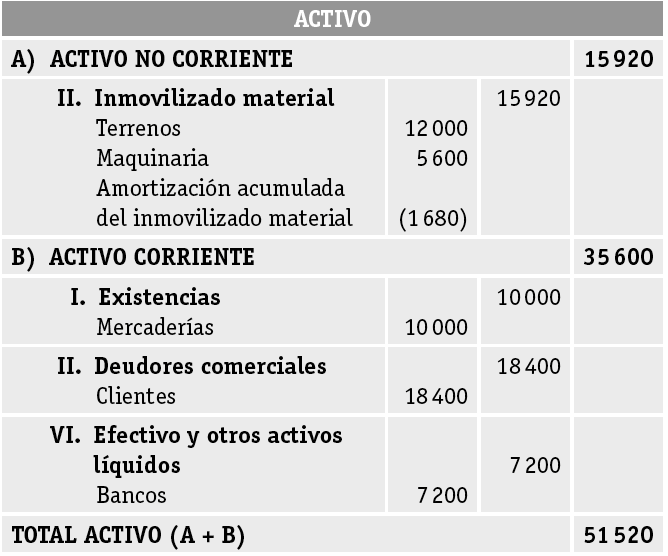 ACTIVO
A) ACTIVO NO CORRIENTE 15 920
II. Inmovilizado material 15 920
Terrenos 12 000
Maquinaria 5 600
Amortización acumulada
del inmovilizado material (1 680)
B) ACTIVO CORRIENTE 35 600
I. Existencias 10 000
Mercaderías 10 000
II. Deudores comerciales 18 400
Clientes 18 400
VI. Efectivo y otros activos
líquidos 7 200
Bancos 7 200
TOTAL ACTIVO (A + B) 51 520